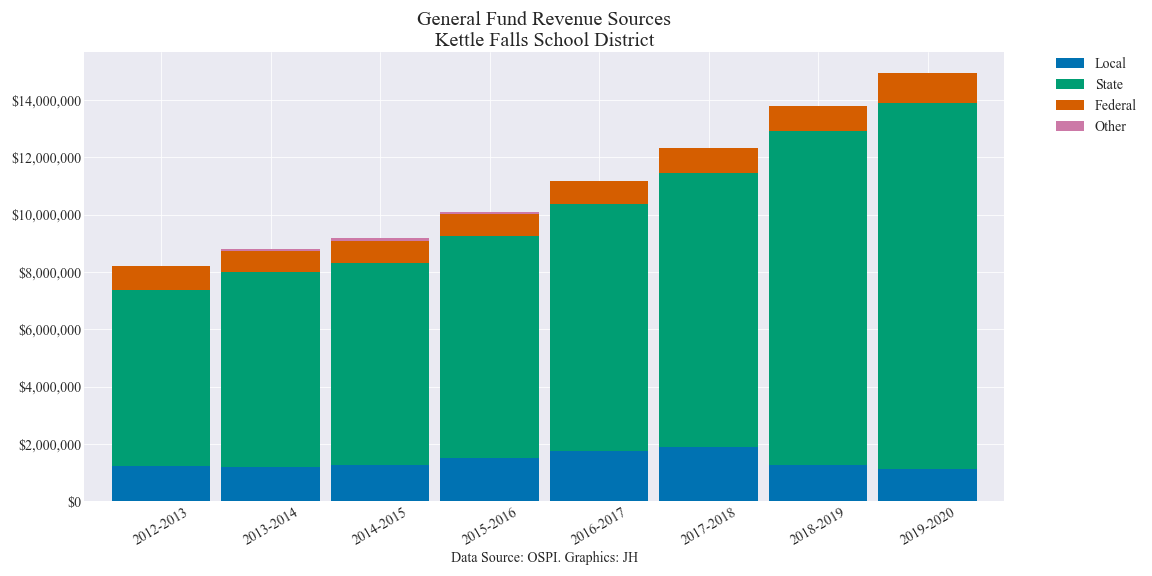 General Fund Revenue Sources
Kettle Falls School District
Local
State
Federal
Other
$14,000,000
$12,000,000
$10,000,000
$8,000,000
$6,000,000
$4,000,000
$2,000,000
$0
2012-2013
2013-2014
2014-2015
2015-2016
2016-2017
2017-2018
2018-2019
2019-2020
Data Source: OSPI. Graphics: JH